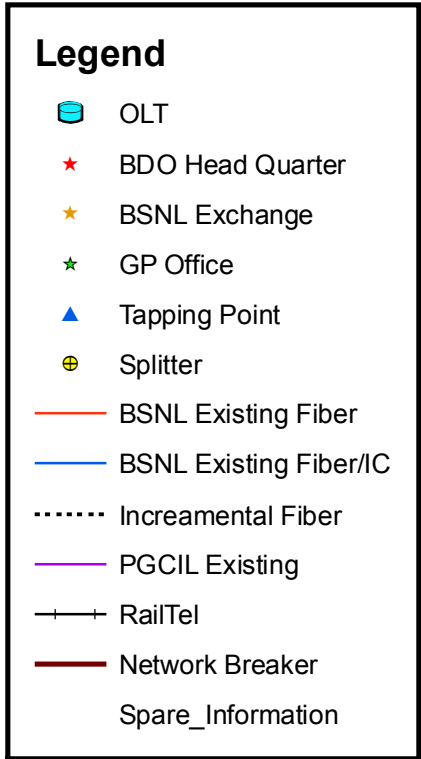 Legend
OLT
BDO Head Quarter
BSNL Exchange
GP Office
Tapping Point
Splitter
BSNL Existing Fiber
BSNL Existing Fiber/IC
Increamental Fiber
PGCIL Existing
RailTel
Network Breaker
Spare_Information